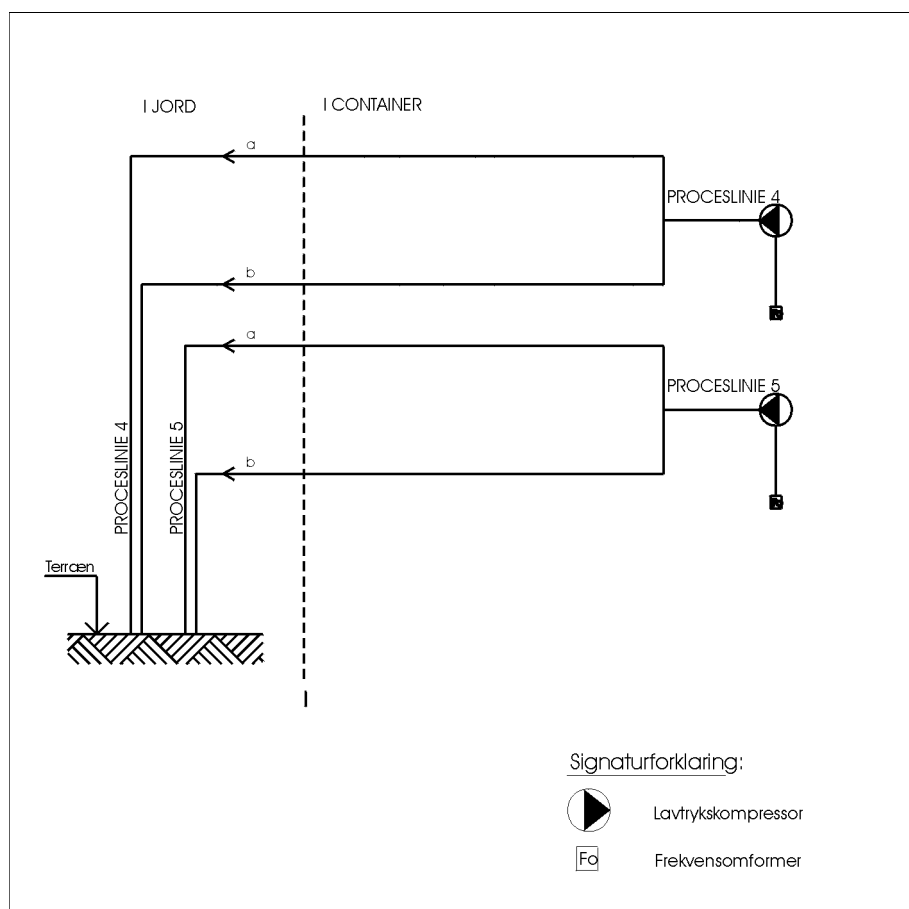 I JORD
I CONTAINER
a
PROCESLINIE 4
b
a
PROCESLINIE 5
b
PROCESLINIE 4
PROCESLINIE 5
Terræn
Signaturforklaring:
Lavtrykskompressor
Fo
Frekvensomformer